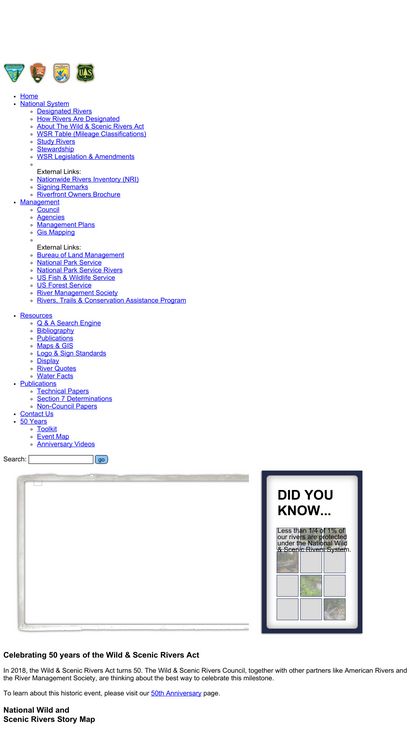 Home
National System
Designated Rivers
How Rivers Are Designated
About The Wild & Scenic Rivers Act
WSR Table (Mileage Classifications)
Study Rivers
Stewardship
WSR Legislation & Amendments
External Links:
Nationwide Rivers Inventory (NRI)
Signing Remarks
Riverfront Owners Brochure
Management
Council
Agencies
Management Plans
Gis Mapping
External Links:
Bureau of Land Management
National Park Service
National Park Service Rivers
US Fish & Wildlife Service
US Forest Service
River Management Society
Rivers, Trails & Conservation Assistance Program
Resources
Q & A Search Engine
Bibliography
Publications
Maps & GIS
Logo & Sign Standards
Display
River Quotes
Water Facts
Publications
Technical Papers
Section 7 Determinations
Non-Council Papers
Contact Us
50 Years
Toolkit
Event Map
Anniversary Videos
Search: go
DID YOU
KNOW...
Less than 1/4 of 1% of
our rivers are protected
under the National Wild
& Scenic Rivers System.
Celebrating 50 years of the Wild & Scenic Rivers Act
In 2018, the Wild & Scenic Rivers Act turns 50. The Wild & Scenic Rivers Council, together with other partners like American Rivers and
the River Management Society, are thinking about the best way to celebrate this milestone.
To learn about this historic event, please visit our 50th Anniversary page.
National Wild and
Scenic Rivers Story Map